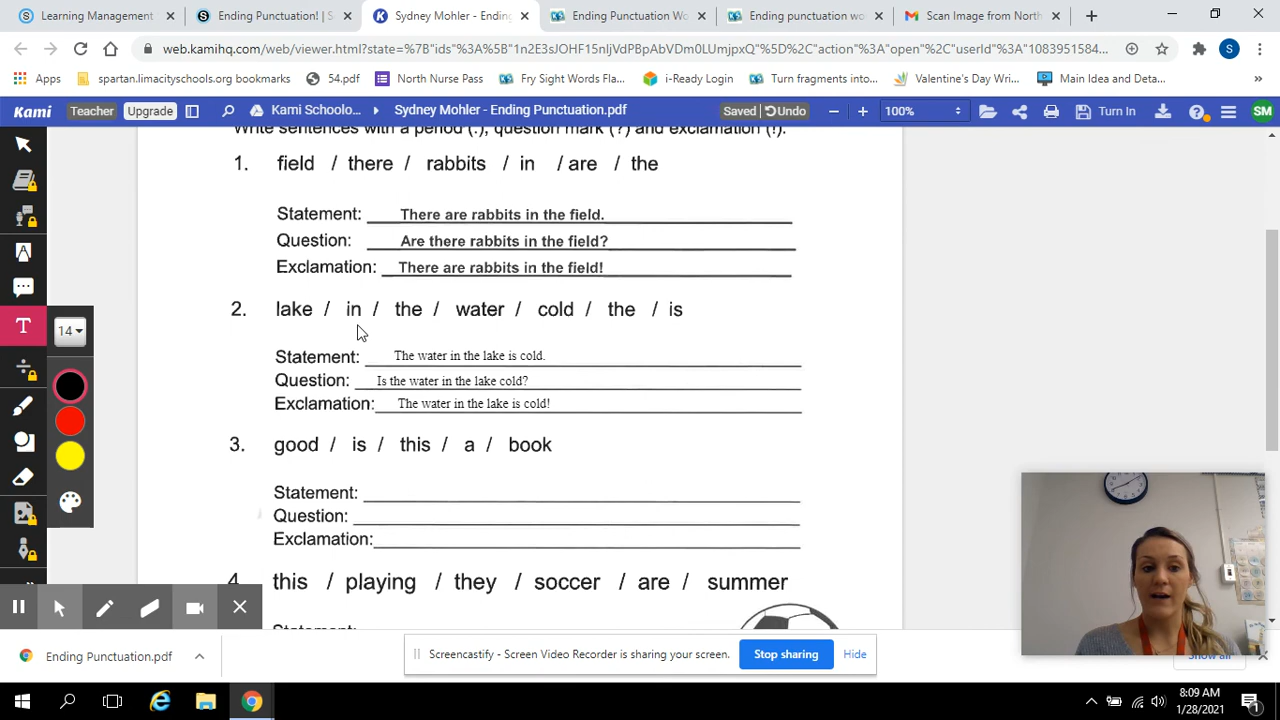 Learning Management
Ending Punctuation! | S
Sydney Mohler - Ending
Ending Punctuation Wo
Ending punctuation wo
Scan Image from North
web.kamihq.com/web/viewer.html?state=%7B"ids"%3A%5B"1n2E3sJOHF15nljVdPBpAbVDm0LUmjpxQ"%5D%2C"action"%3A"open"%2C"userId"%3A"1083951584...
S
Apps
spartan.limacityschools.org bookmarks
54.pdf
North Nurse Pass
Fry Sight Words Fla...
i-Ready Login
Turn fragments into...
Valentine's Day Wri...
Main Idea and Deta...
Kami
Teacher
Upgrade
Kami Schoolo...
Sydney Mohler - Ending Punctuation.pdf
Saved
Undo
100%
Turn In
SM
Write sentences with a period (.), question mark (?) and exclamation (!).
1. field / there / rabbits / in / are / the
Statement: There are rabbits in the field.
Question: Are there rabbits in the field?
Exclamation: There are rabbits in the field!
2. lake / in / the / water / cold / the / is
Statement: The water in the lake is cold.
Question: Is the water in the lake cold?
Exclamation: The water in the lake is cold!
3. good / is / this / a / book
Statement:
Question:
Exclamation:
4. this / playing / they / soccer / are / summer
Statement:
14
Ending Punctuation.pdf
Screencastify - Screen Video Recorder is sharing your screen.
Stop sharing
Hide
Show all
8:09 AM
1/28/2021